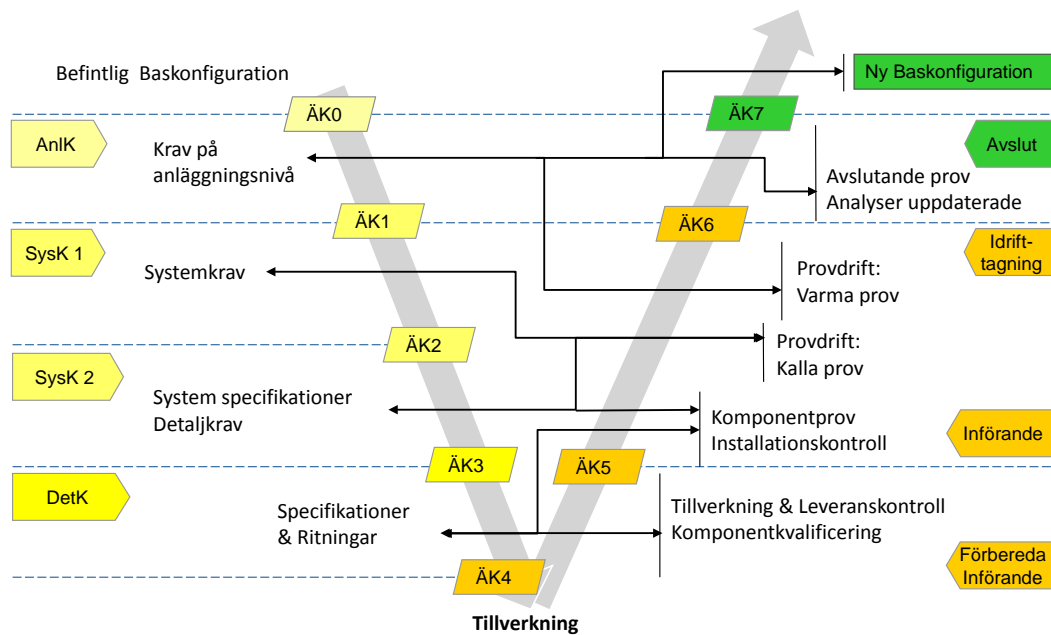 Befintlig Baskonfiguration
Ny Baskonfiguration
ÄK0
ÄK7
AnlK
Krav på
anläggningsnivå
Avslut
Avslutande prov
Analyser uppdaterade
ÄK1
ÄK6
SysK 1
Systemkrav
Idrift-
tagning
Provdrift:
Varma prov
ÄK2
Provdrift:
Kalla prov
SysK 2
System specifikationer
Detaljkrav
Komponentprov
Installationskontroll
Införande
ÄK3
ÄK5
DetK
Specifikationer
& Ritningar
Tillverkning & Leveranskontroll
Komponentkvalificering
Förbereda
Införande
ÄK4
Tillverkning